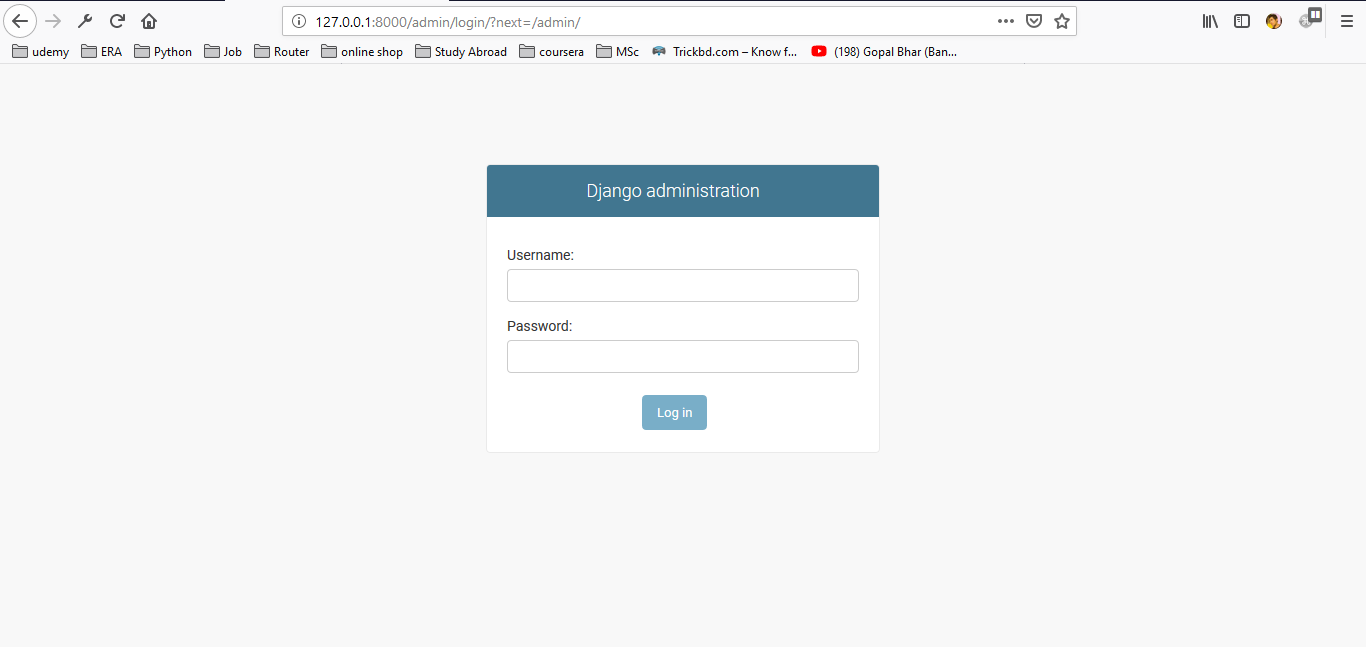 127.0.0.1:8000/admin/login/?next=/admin/
udemy ERA Python Job Router online shop Study Abroad coursera MSc Trickbd.com – Know f... (198) Gopal Bhar (Ban...
Django administration
Username:
Password:
Log in